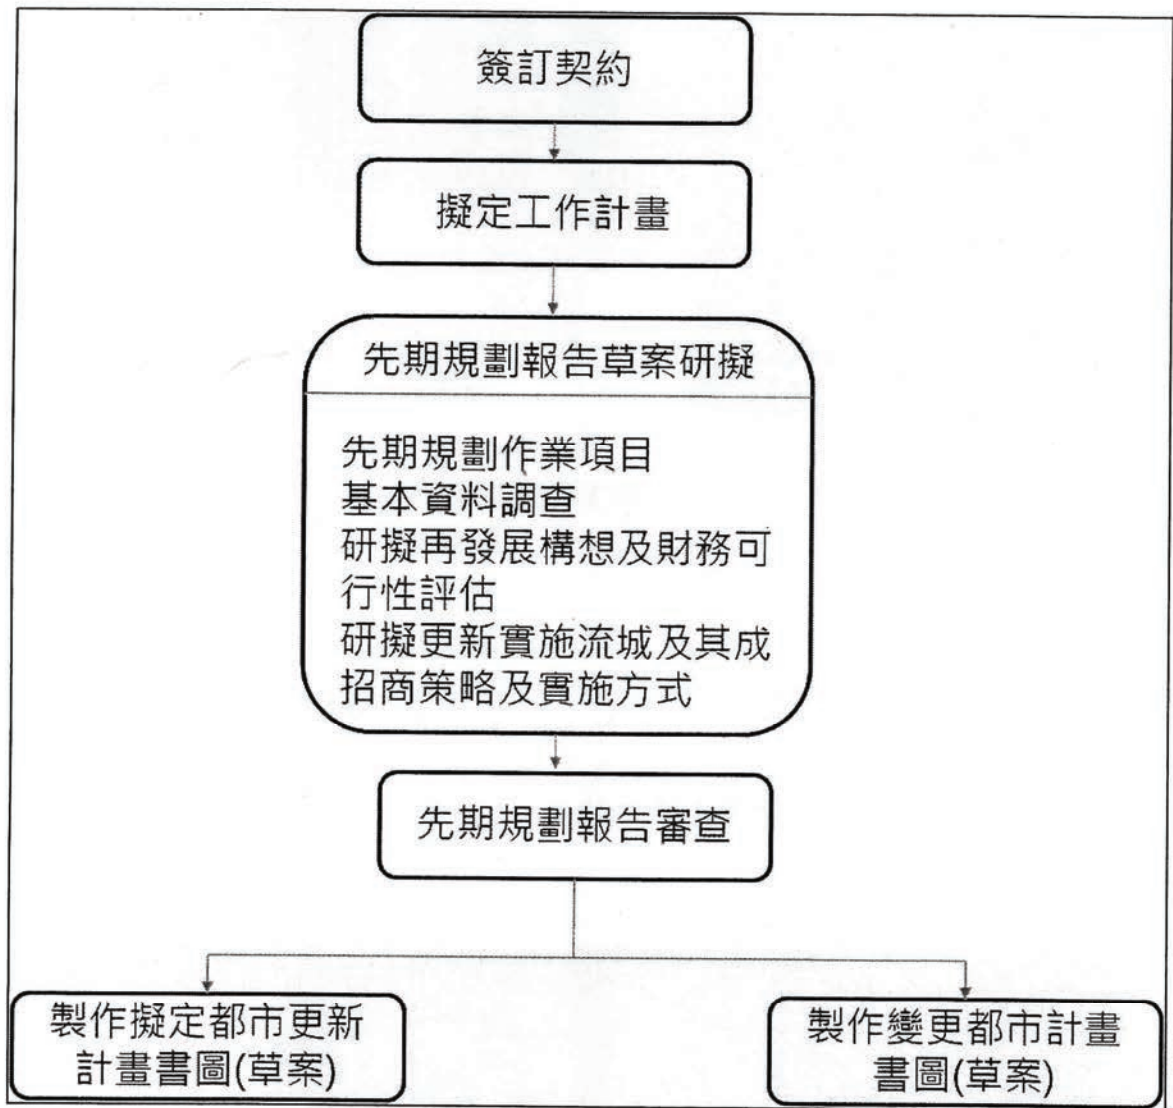 簽訂契約
擬定工作計畫
先期規劃報告草案研擬
先期規劃作業項目
基本資料調查
研擬再發展構想及財務可
行性評估
研擬更新實施流城及其成
招商策略及實施方式
先期規劃報告審查
製作擬定都市更新
計畫書圖(草案)
製作變更都市計畫
書圖(草案)